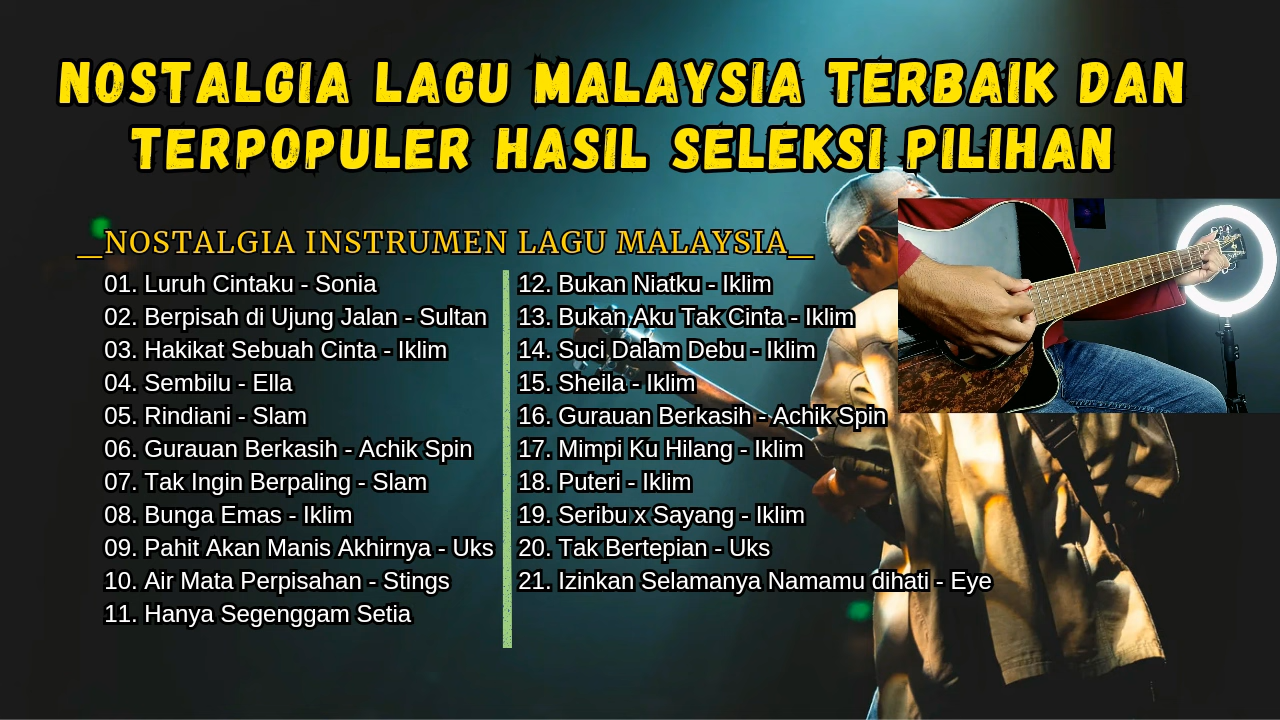 NOSTALGIA LAGU MALAYSIA TERBAIK DAN
TERPOPULER HASIL SELEKSI PILIHAN
_NOSTALGIA INSTRUMEN LAGU MALAYSIA_
01. Luruh Cintaku - Sonia
02. Berpisah di Ujung Jalan - Sultan
03. Hakikat Sebuah Cinta - Iklim
04. Sembilu - Ella
05. Rindiani - Slam
06. Gurauan Berkasih - Achik Spin
07. Tak Ingin Berpaling - Slam
08. Bunga Emas - Iklim
09. Pahit Akan Manis Akhirnya - Uks
10. Air Mata Perpisahan - Stings
11. Hanya Segenggam Setia
12. Bukan Niatku - Iklim
13. Bukan Aku Tak Cinta - Iklim
14. Suci Dalam Debu - Iklim
15. Sheila - Iklim
16. Gurauan Berkasih - Achik Spin
17. Mimpi Ku Hilang - Iklim
18. Puteri - Iklim
19. Seribu x Sayang - Iklim
20. Tak Bertepian - Uks
21. Izinkan Selamanya Namamu dihati - Eye